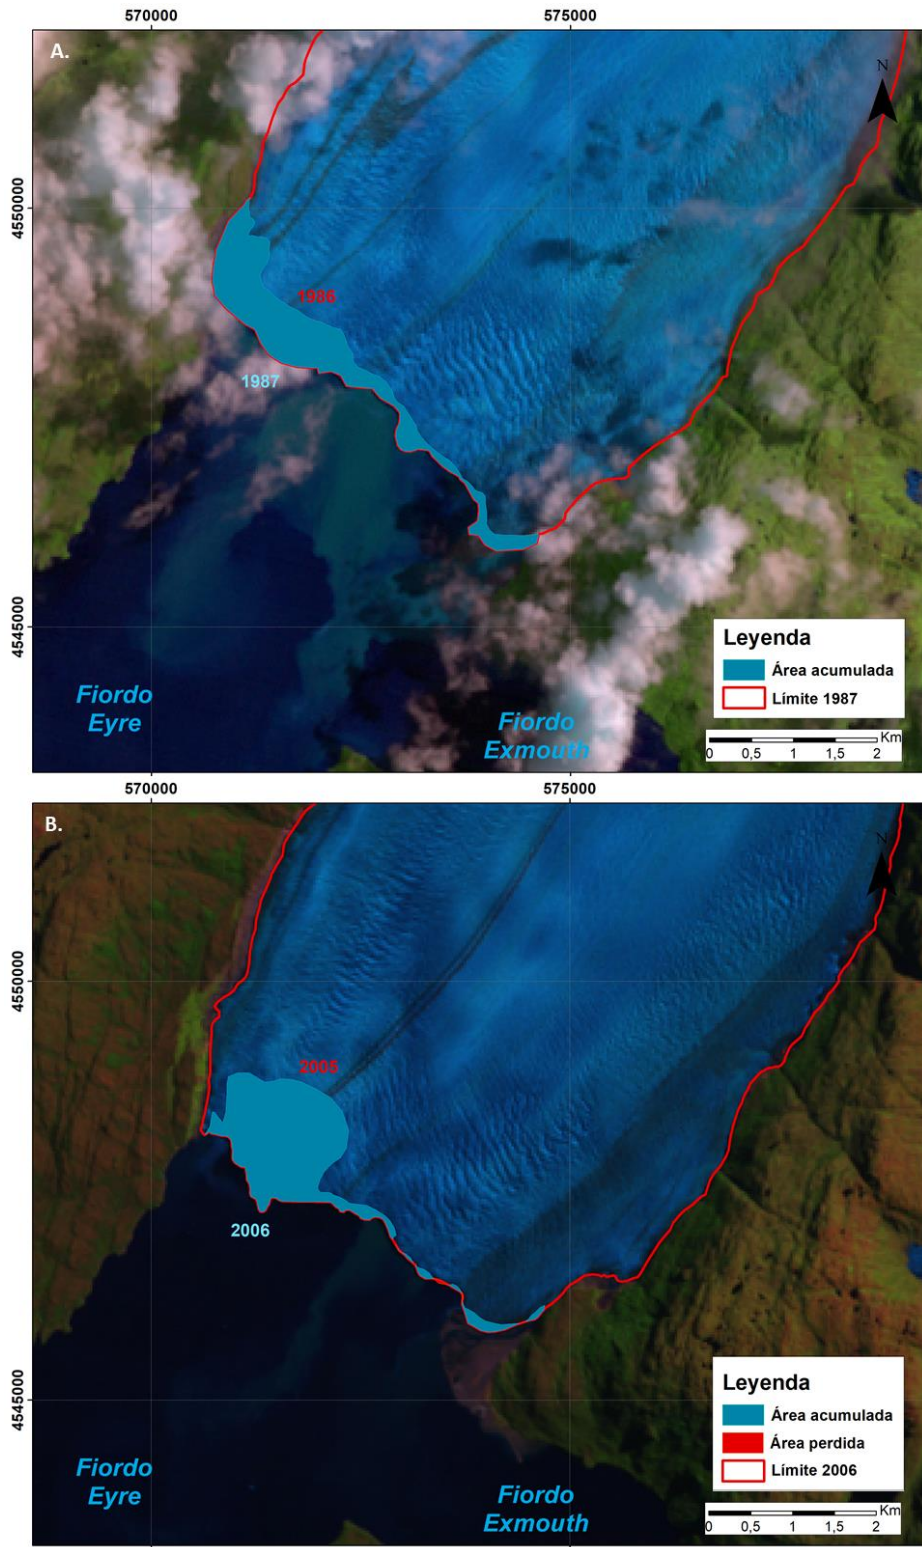 570000
575000
A.
N
4550000
1986
1987
4545000
Leyenda
Área acumulada
Límite 1987
Fiordo
Eyre
Fiordo
Exmouth
Km
0 0,5 1 1,5 2
570000
575000
B.
N
4550000
2005
2006
4545000
Leyenda
Área acumulada
Área perdida
Límite 2006
Fiordo
Eyre
Fiordo
Exmouth
Km
0 0,5 1 1,5 2